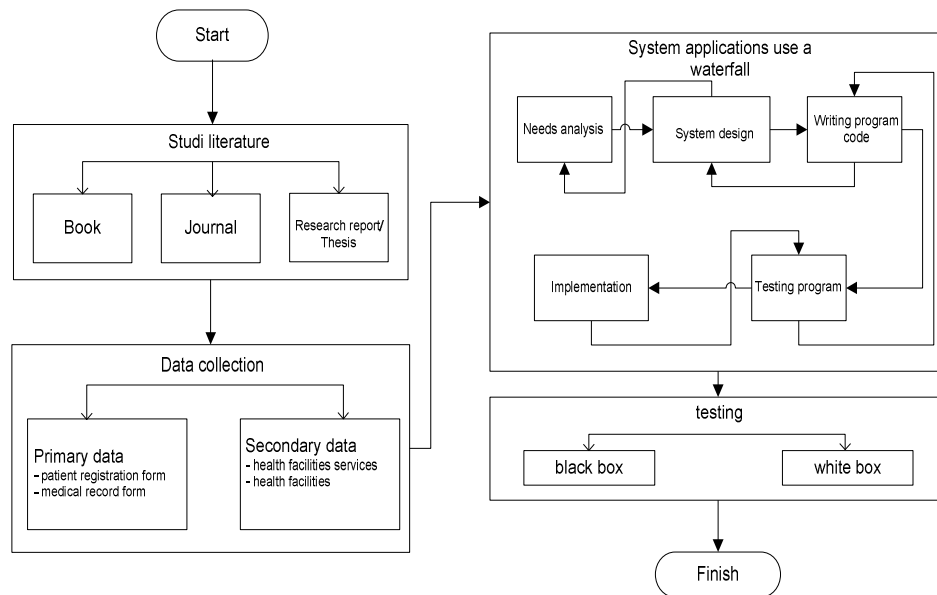 Start
Studi literature
Book
Journal
Research report/
Thesis
Data collection
Primary data
- patient registration form
- medical record form
Secondary data
- health facilities services
- health facilities
System applications use a
waterfall
Needs analysis
System design
Writing program
code
Implementation
Testing program
testing
black box
white box
Finish